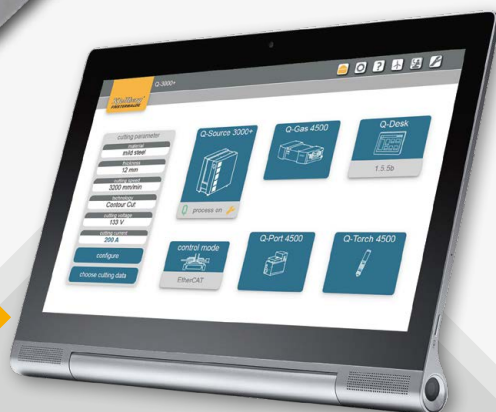 Q-3000+
Kjellberg
FINSTERWALDE
cutting parameter
material
mild steel
thickness
12 mm
cutting speed
3200 mm/min
technology
Contour Cut
cutting voltage
133 V
cutting current
200 A
configure
choose cutting data
Q-Source 3000+
process on
Q-Gas 4500
Q-Desk
1.5.5b
control mode
EtherCAT
Q-Port 4500
Q-Torch 4500